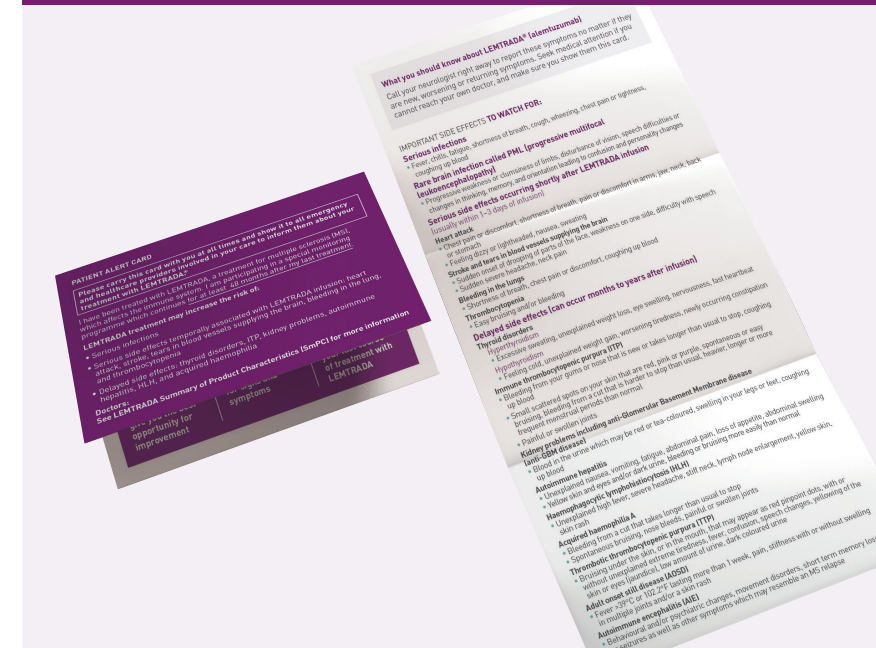 PATIENT ALERT CARD
Please carry this card with you at all times and show it to all emergency
and healthcare providers involved in your care to inform them about your
treatment with LEMTRADA®
I have been treated with LEMTRADA, a treatment for multiple sclerosis (MS),
which affects the immune system. I am participating in a special monitoring
programme which continues for at least 48 months after my last treatment.
LEMTRADA treatment may increase the risk of:
• Serious infections
• Serious side effects temporally associated with LEMTRADA infusion: heart
attack, stroke, tears in blood vessels supplying the brain, bleeding in the lung,
and thrombocytopenia
• Delayed side effects: thyroid disorders, ITP, kidney problems, autoimmune
hepatitis, HLH, and acquired haemophilia
Doctors:
See LEMTRADA Summary of Product Characteristics (SmPC) for more information
opportunity for
improvement
symptoms
of treatment with
LEMTRADA
What you should know about LEMTRADA® (alemtuzumab)
Call your neurologist right away to report these symptoms no matter if they
are new, worsening or returning symptoms. Seek medical attention if you
cannot reach your own doctor, and make sure you show them this card.
IMPORTANT SIDE EFFECTS TO WATCH FOR:
Serious infections
• Fever, chills, fatigue, shortness of breath, cough, wheezing, chest pain or tightness,
coughing up blood
Rare brain infection called PML (progressive multifocal
leukoencephalopathy)
• Progressive weakness or clumsiness of limbs, disturbance of vision, speech difficulties or
changes in thinking, memory, and orientation leading to confusion and personality changes
Serious side effects occurring shortly after LEMTRADA infusion
(usually within 1–3 days of infusion)
Heart attack
• Chest pain or discomfort, shortness of breath, pain or discomfort in arms, jaw, neck, back
or stomach
• Feeling dizzy or lightheaded, nausea, sweating
Stroke and tears in blood vessels supplying the brain
• Sudden onset of drooping of parts of the face, weakness on one side, difficulty with speech
• Sudden severe headache, neck pain
Bleeding in the lungs
• Shortness of breath, chest pain or discomfort, coughing up blood
Thrombocytopenia
• Easy bruising and/or bleeding
Delayed side effects (can occur months to years after infusion)
Thyroid disorders
Hyperthyroidism
• Excessive sweating, unexplained weight loss, eye swelling, nervousness, fast heartbeat
Hypothyroidism
• Feeling cold, unexplained weight gain, worsening tiredness, newly occurring constipation
Immune thrombocytopenic purpura (ITP)
• Bleeding from your gums or nose that is new or takes longer than usual to stop, coughing
up blood
• Small scattered spots on your skin that are red, pink or purple, spontaneous or easy
bruising, bleeding from a cut that is harder to stop than usual, heavier, longer or more
frequent menstrual periods than normal
• Painful or swollen joints
Kidney problems including anti-Glomerular Basement Membrane disease
(anti-GBM disease)
• Blood in the urine which may be red or tea-coloured, swelling in your legs or feet, coughing
up blood
Autoimmune hepatitis
• Unexplained nausea, vomiting, fatigue, abdominal pain, loss of appetite, abdominal swelling
• Yellow skin and eyes and/or dark urine, bleeding or bruising more easily than normal
Haemophagocytic lymphohistiocytosis (HLH)
• Unexplained high fever, severe headache, stiff neck, lymph node enlargement, yellow skin,
skin rash
Acquired haemophilia A
• Bleeding from a cut that takes longer than usual to stop
• Spontaneous bruising, nose bleeds, painful or swollen joints
Thrombotic thrombocytopenic purpura (TTP)
• Bruising under the skin, or in the mouth, that may appear as red pinpoint dots, with or
without unexplained extreme tiredness, fever, confusion, speech changes, yellowing of the
skin or eyes (jaundice), low amount of urine, dark coloured urine
Adult onset still disease (AOSD)
• Fever >39°C or 102.2°F lasting more than 1 week, pain, stiffness with or without swelling
in multiple joints and/or a skin rash
Autoimmune encephalitis (AIE)
• Behavioural and/or psychiatric changes, movement disorders, short term memory loss
seizures as well as other symptoms which may resemble an MS relapse